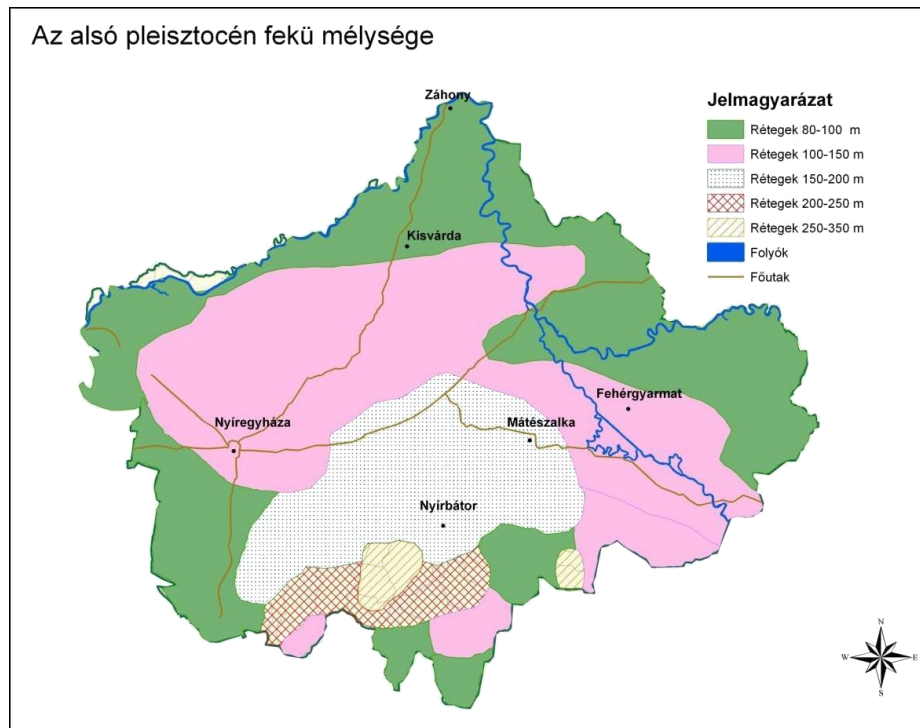 Az alsó pleisztocén fekü mélysége
Záhony
Jelmagyarázat
Rétegek 80-100 m
Rétegek 100-150 m
Rétegek 150-200 m
Rétegek 200-250 m
Rétegek 250-350 m
Folyók
Főutak
Kisvárda
Fehérgyarmat
Nyíregyháza
Mátészalka
Nyírbátor
N
W E
S